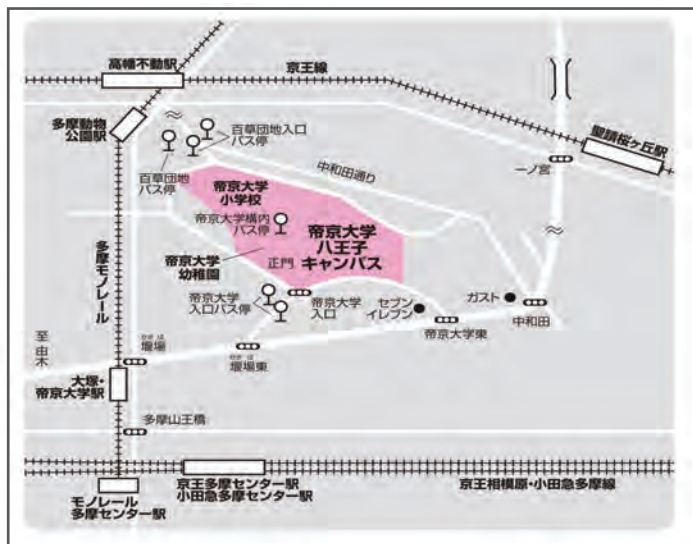 高幡不動駅
京王線
多摩動物
公園駅
百草団地入口
バス停
聖蹟桜ヶ丘駅
一ノ宮
中和田通り
百草団地
バス停
帝京大学
小学校
帝京大学構内
バス停
帝京大学
八王子
キャンパス
帝京大学
幼稚園
正門
多摩モノレール
帝京大学
入口バス停
帝京大学
入口
セブン
イレブン
ガスト
中和田
帝京大学東
至 由木
せき ば
堰場
せき ば
堰場東
大塚・
帝京大学駅
多摩山王橋
京王多摩センター駅
小田急多摩センター駅
京王相模原・小田急多摩線
モノレール
多摩センター駅